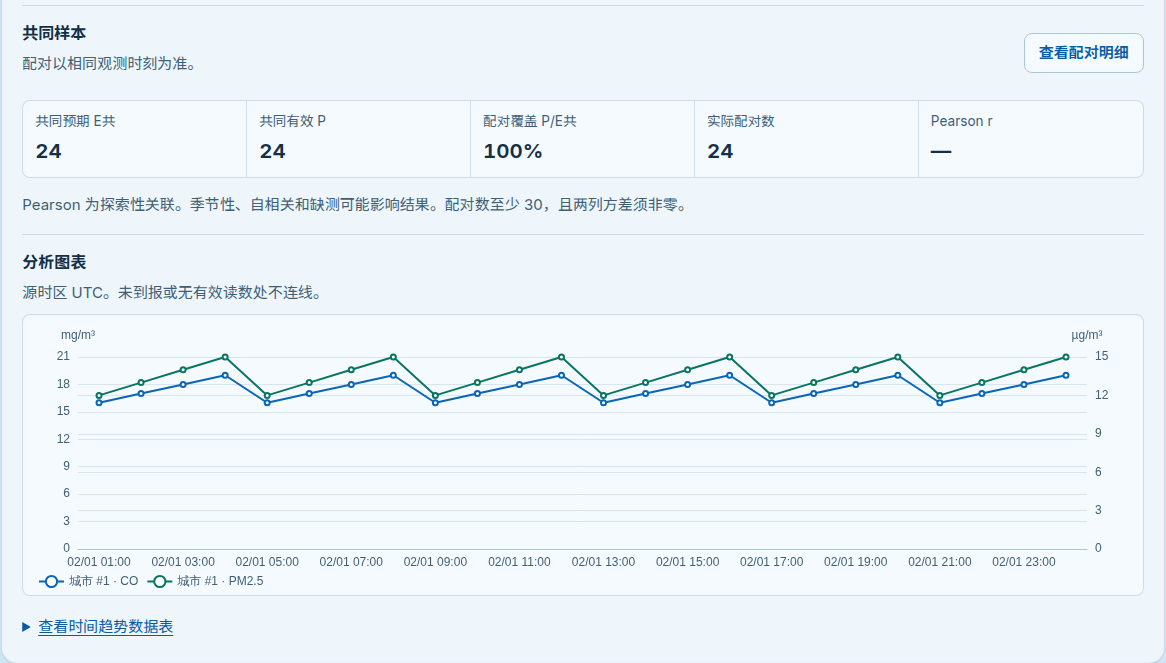 共同样本
配对以相同观测时刻为准。
查看配对明细
共同预期 E共
24
共同有效 P
24
配对覆盖 P/E共
100%
实际配对数
24
Pearson r
—
Pearson 为探索性关联。季节性、自相关和缺测可能影响结果。配对数至少 30，且两列方差须非零。
分析图表
源时区 UTC。未到报或无有效读数处不连线。
mg/m³
µg/m³
21
18
15
12
9
6
3
0
15
12
9
6
3
0
02/01 01:00
02/01 03:00
02/01 05:00
02/01 07:00
02/01 09:00
02/01 11:00
02/01 13:00
02/01 15:00
02/01 17:00
02/01 19:00
02/01 21:00
02/01 23:00
城市 #1 · CO
城市 #1 · PM2.5
查看时间趋势数据表